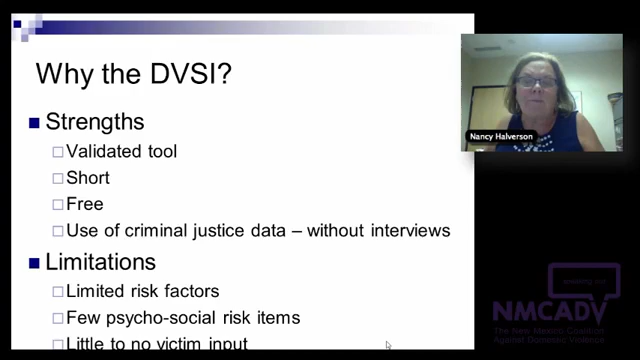 Why the DVSI?
Strengths
Validated tool
Short
Free
Use of criminal justice data – without interviews
Limitations
Limited risk factors
Few psycho-social risk items
Little to no victim input
Nancy Halverson
NMCADV
The New Mexico Coalition
Against Domestic Violence